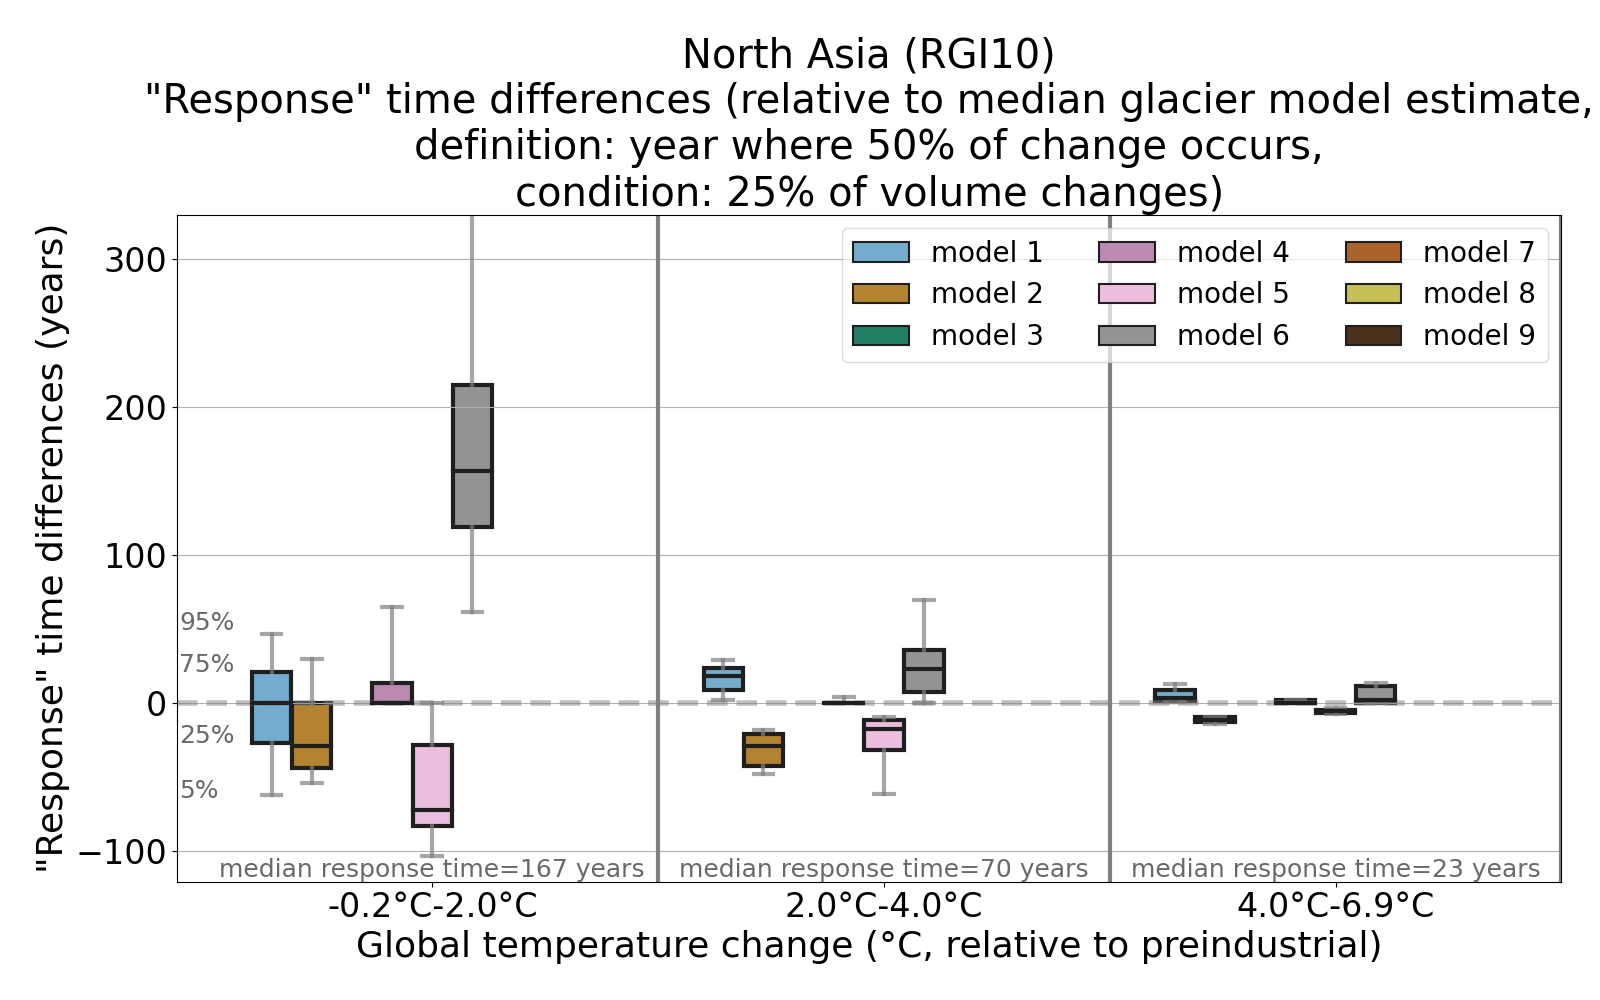 North Asia (RGI10)
"Response" time differences (relative to median glacier model estimate,
definition: year where 50% of change occurs,
condition: 25% of volume changes)
"Response" time differences (years)
300
200
100
0
−100
model 1
model 2
model 3
model 4
model 5
model 6
model 7
model 8
model 9
95%
75%
25%
5%
median response time=167 years
median response time=70 years
median response time=23 years
-0.2°C-2.0°C
2.0°C-4.0°C
4.0°C-6.9°C
Global temperature change (°C, relative to preindustrial)